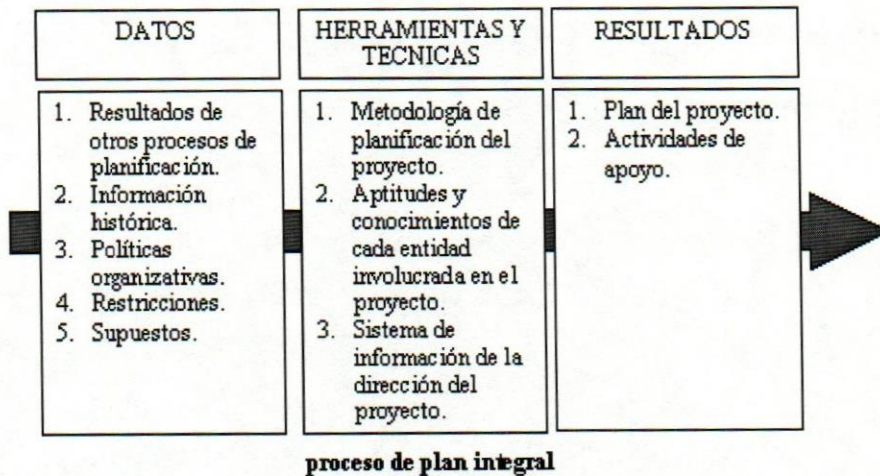 DATOS
HERRAMIENTAS Y
TECNICAS
RESULTADOS
1. Resultados de
otros procesos de
planificación.
2. Información
histórica.
3. Políticas
organizativas.
4. Restricciones.
5. Supuestos.
1. Metodología de
planificación del
proyecto.
2. Aptitudes y
conocimientos de
cada entidad
involucrada en el
proyecto.
3. Sistema de
información de la
dirección del
proyecto.
1. Plan del proyecto.
2. Actividades de
apoyo.
proceso de plan integral